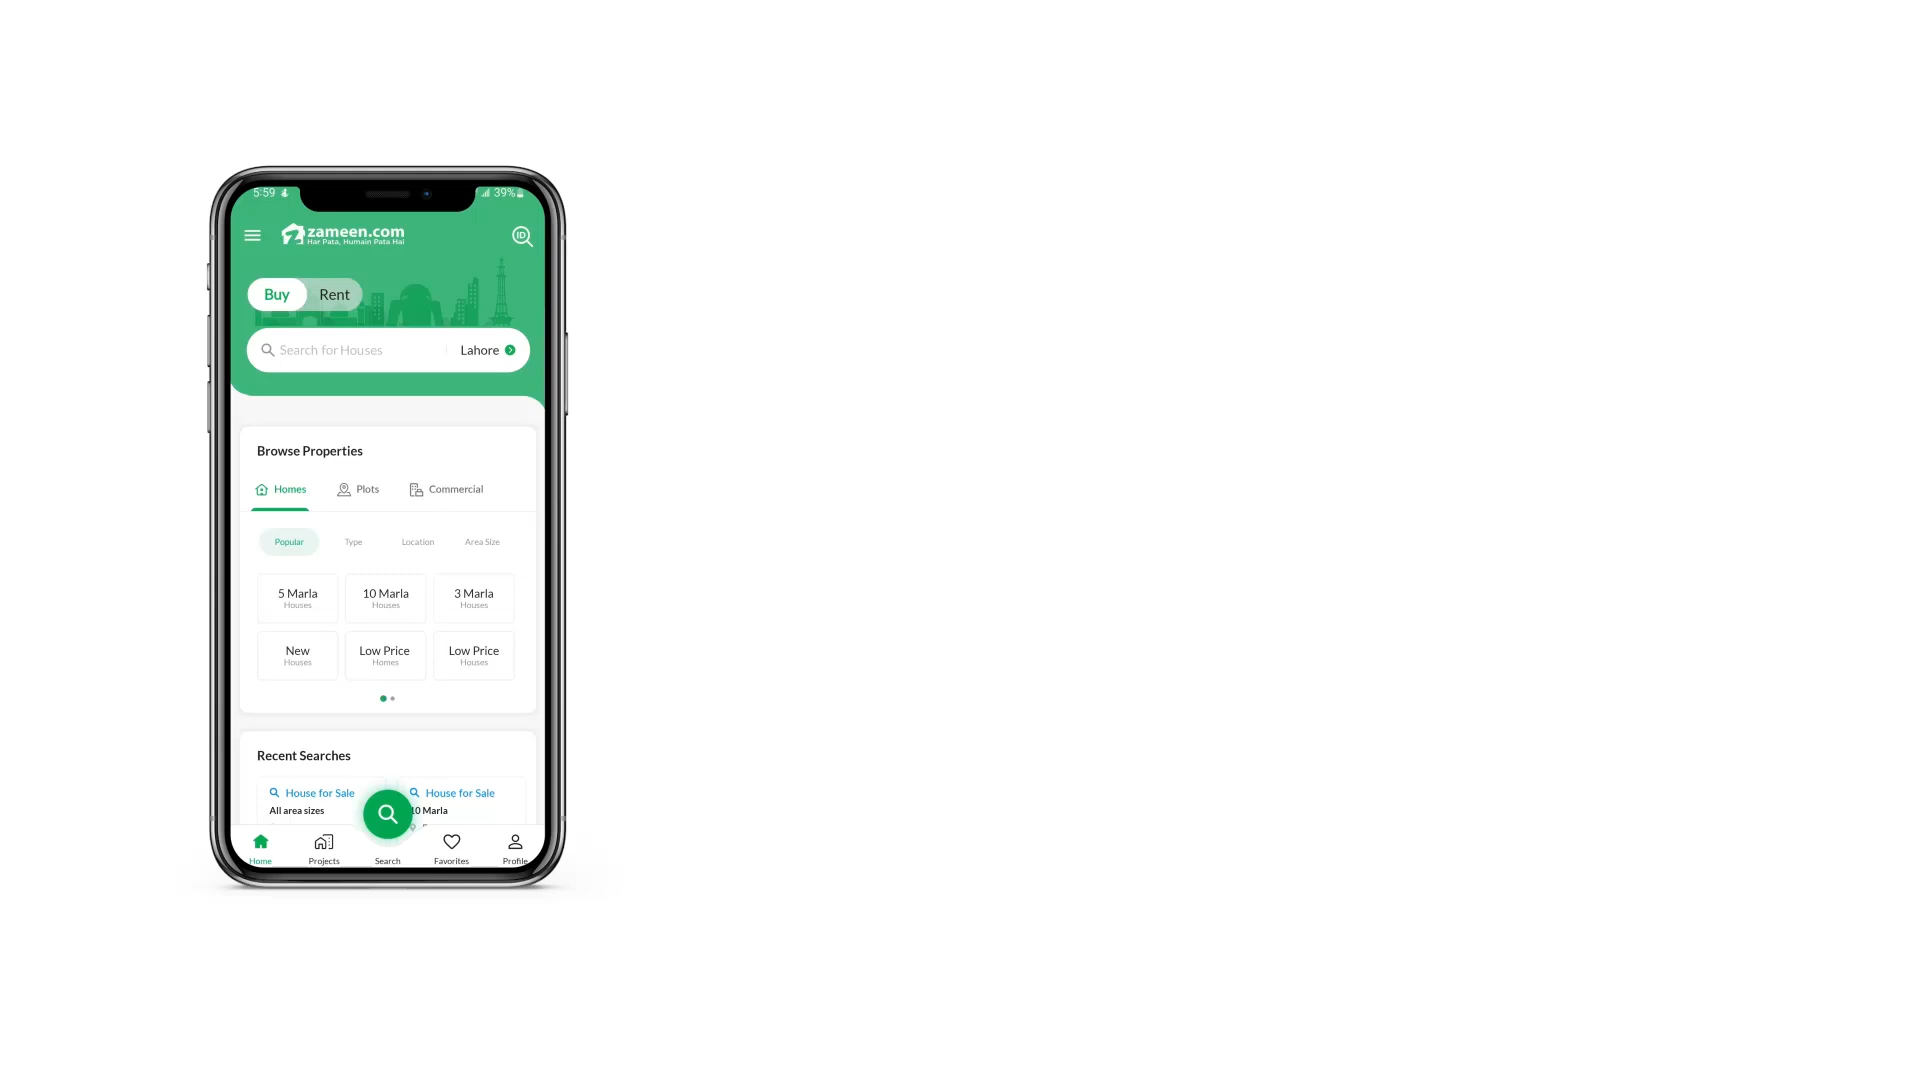 5:59
39%
zameen.com
Har Pata, Humain Pata Hai
ID
Buy Rent
Search for Houses Lahore
Browse Properties
Homes Plots Commercial
Popular Type Location Area Size
5 Marla 10 Marla 3 Marla
Houses Houses Houses
New Low Price Low Price
Houses Homes Houses
Recent Searches
House for Sale House for Sale
All area sizes 10 Marla
Home Projects Search Favorites Profile